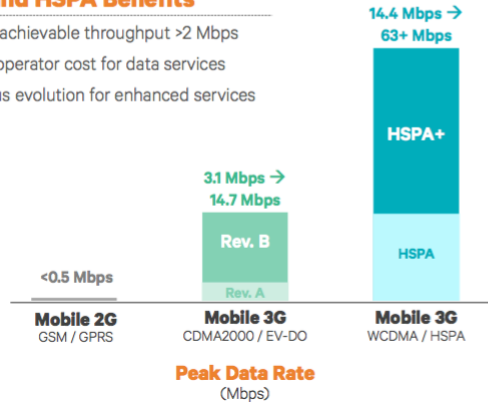 and HSPA Benefits
achievable throughput >2 Mbps
operator cost for data services
evolution for enhanced services
14.4 Mbps →
63+ Mbps
HSPA+
HSPA
3.1 Mbps →
14.7 Mbps
Rev. B
Rev. A
<0.5 Mbps
Mobile 2G
GSM / GPRS
Mobile 3G
CDMA2000 / EV-DO
Mobile 3G
WCDMA / HSPA
Peak Data Rate
(Mbps)